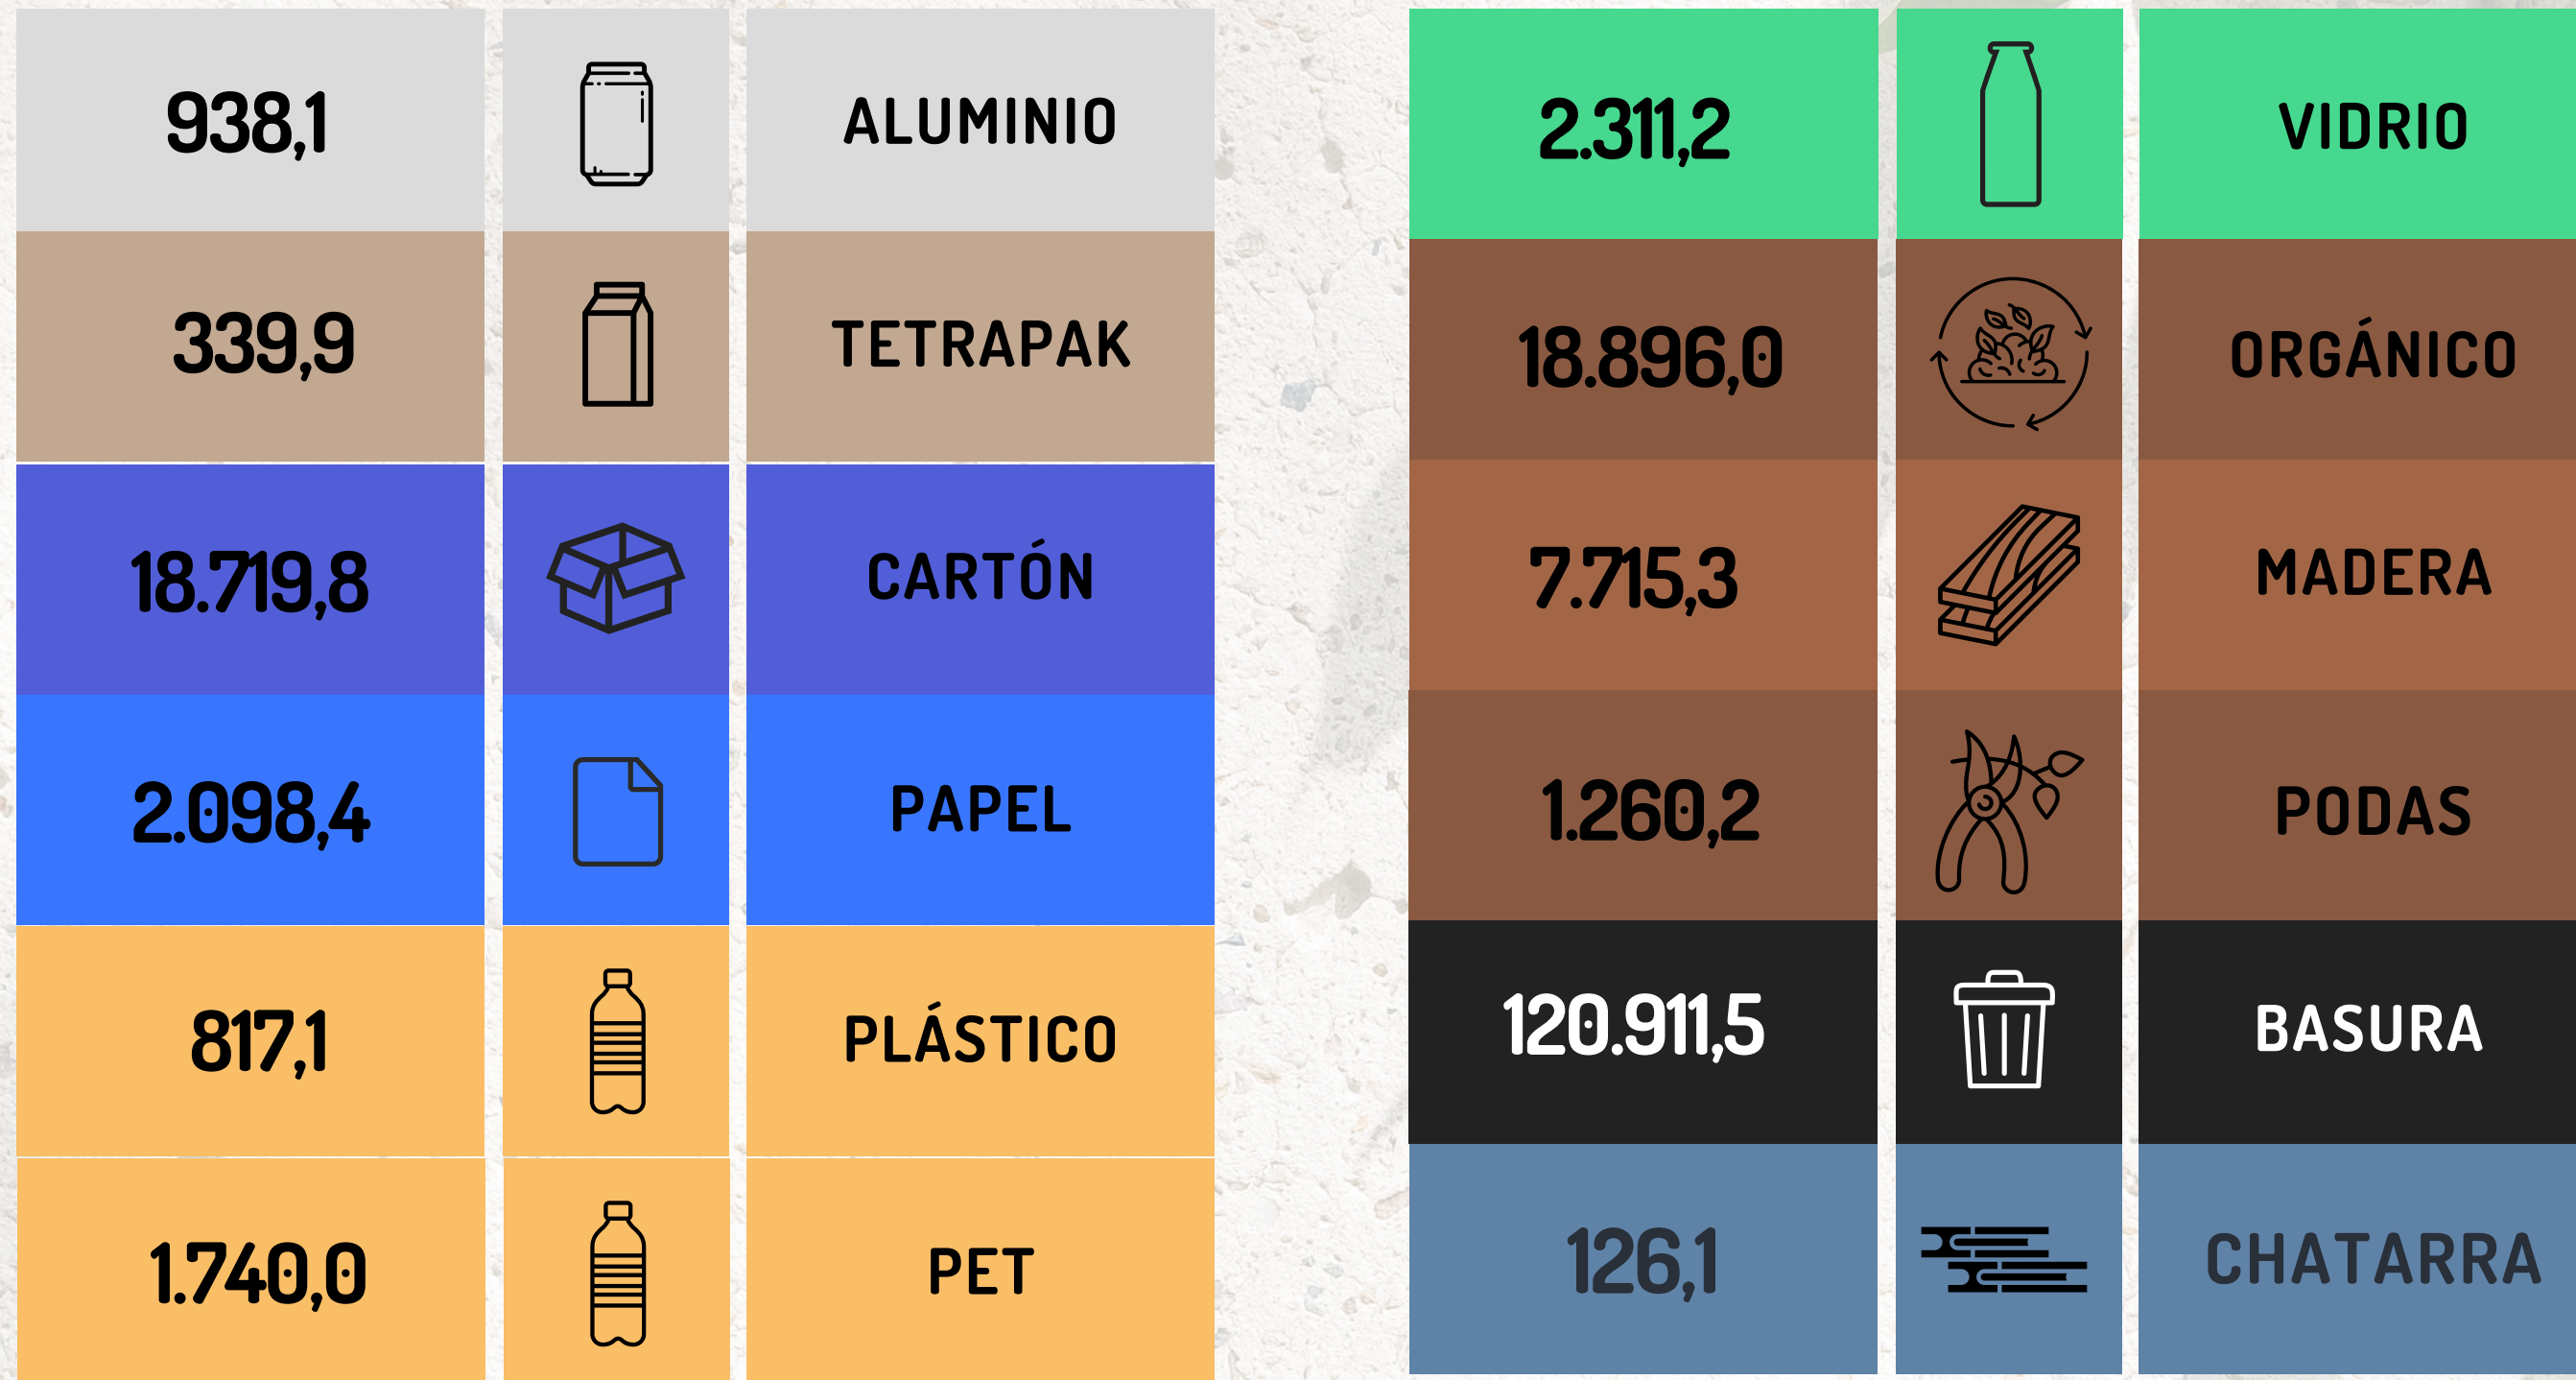 938,1 ALUMINIO
339,9 TETRAPAK
18.719,8 CARTÓN
2.098,4 PAPEL
817,1 PLÁSTICO
1.740,0 PET
2.311,2 VIDRIO
18.896,0 ORGÁNICO
7.715,3 MADERA
1.260,2 PODAS
120.911,5 BASURA
126,1 CHATARRA